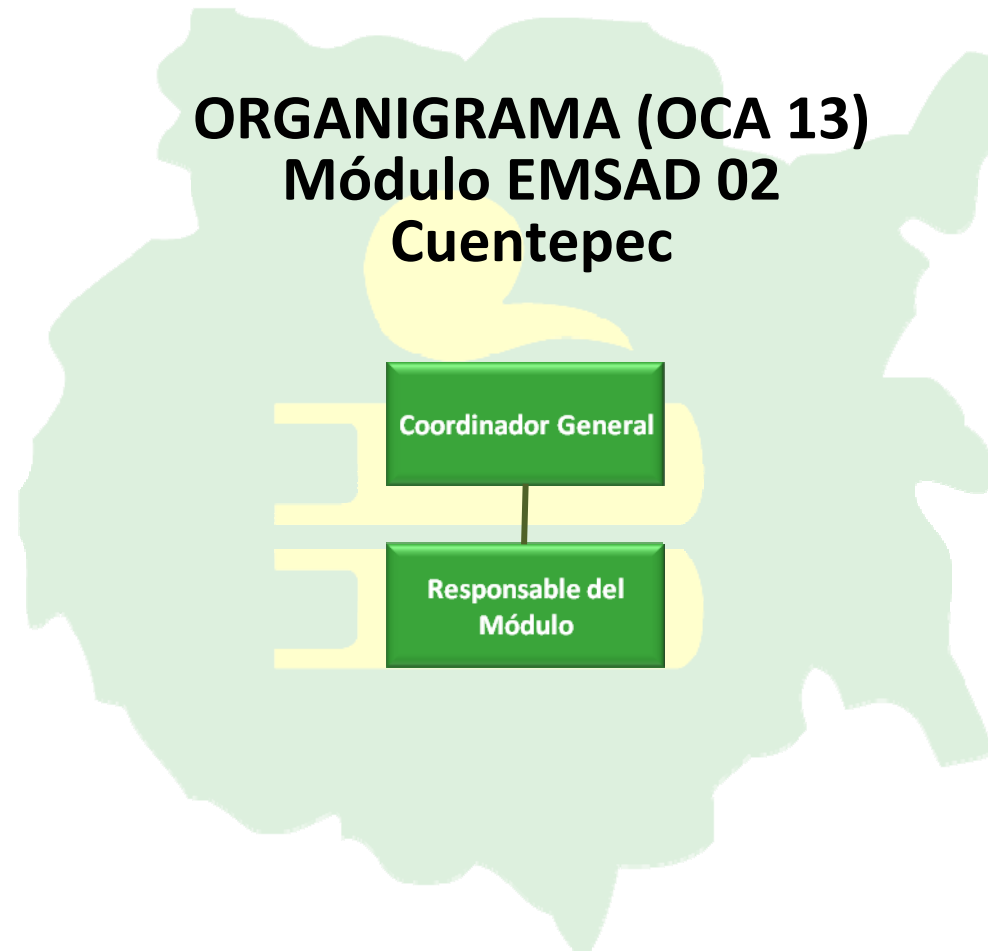 ORGANIGRAMA (OCA 13)
Módulo EMSAD 02
Cuentepec
Coordinador General
Responsable del
Módulo